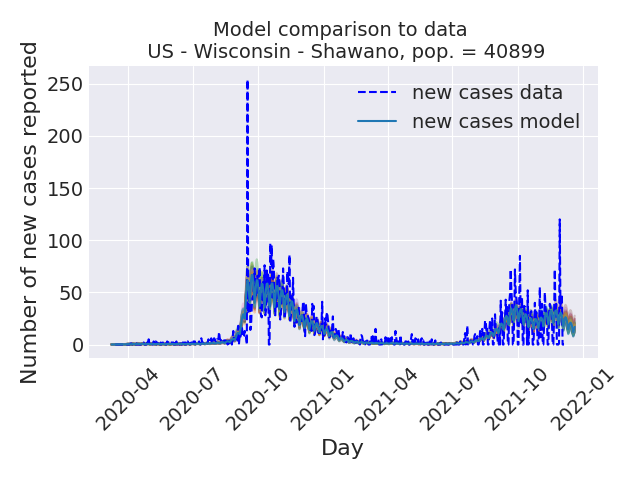 Model comparison to data
US - Wisconsin - Shawano, pop. = 40899
Number of new cases reported
250
200
150
100
50
0
new cases data
new cases model
2020-04
2020-07
2020-10
2021-01
2021-04
2021-07
2021-10
2022-01
Day